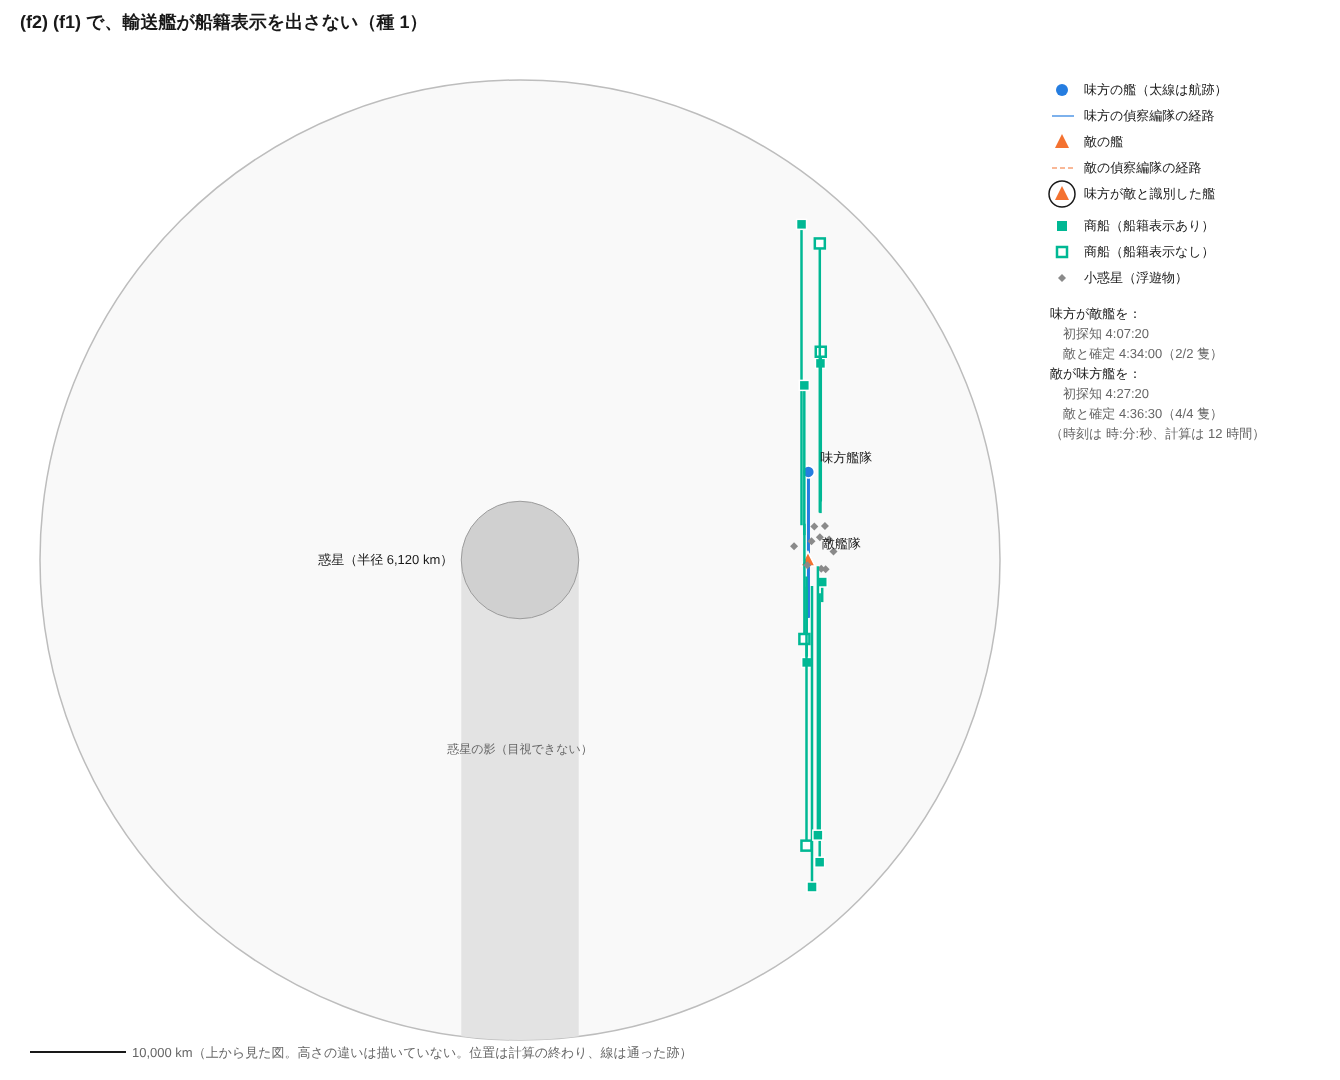 (f2) (f1) で、輸送艦が船籍表示を出さない（種 1）
味方の艦（太線は航跡）
味方の偵察編隊の経路
敵の艦
敵の偵察編隊の経路
味方が敵と識別した艦
商船（船籍表示あり）
商船（船籍表示なし）
小惑星（浮遊物）
味方が敵艦を：
初探知 4:07:20
敵と確定 4:34:00（2/2 隻）
敵が味方艦を：
初探知 4:27:20
敵と確定 4:36:30（4/4 隻）
（時刻は 時:分:秒、計算は 12 時間）
味方艦隊
敵艦隊
惑星（半径 6,120 km）
惑星の影（目視できない）
10,000 km（上から見た図。高さの違いは描いていない。位置は計算の終わり、線は通った跡）